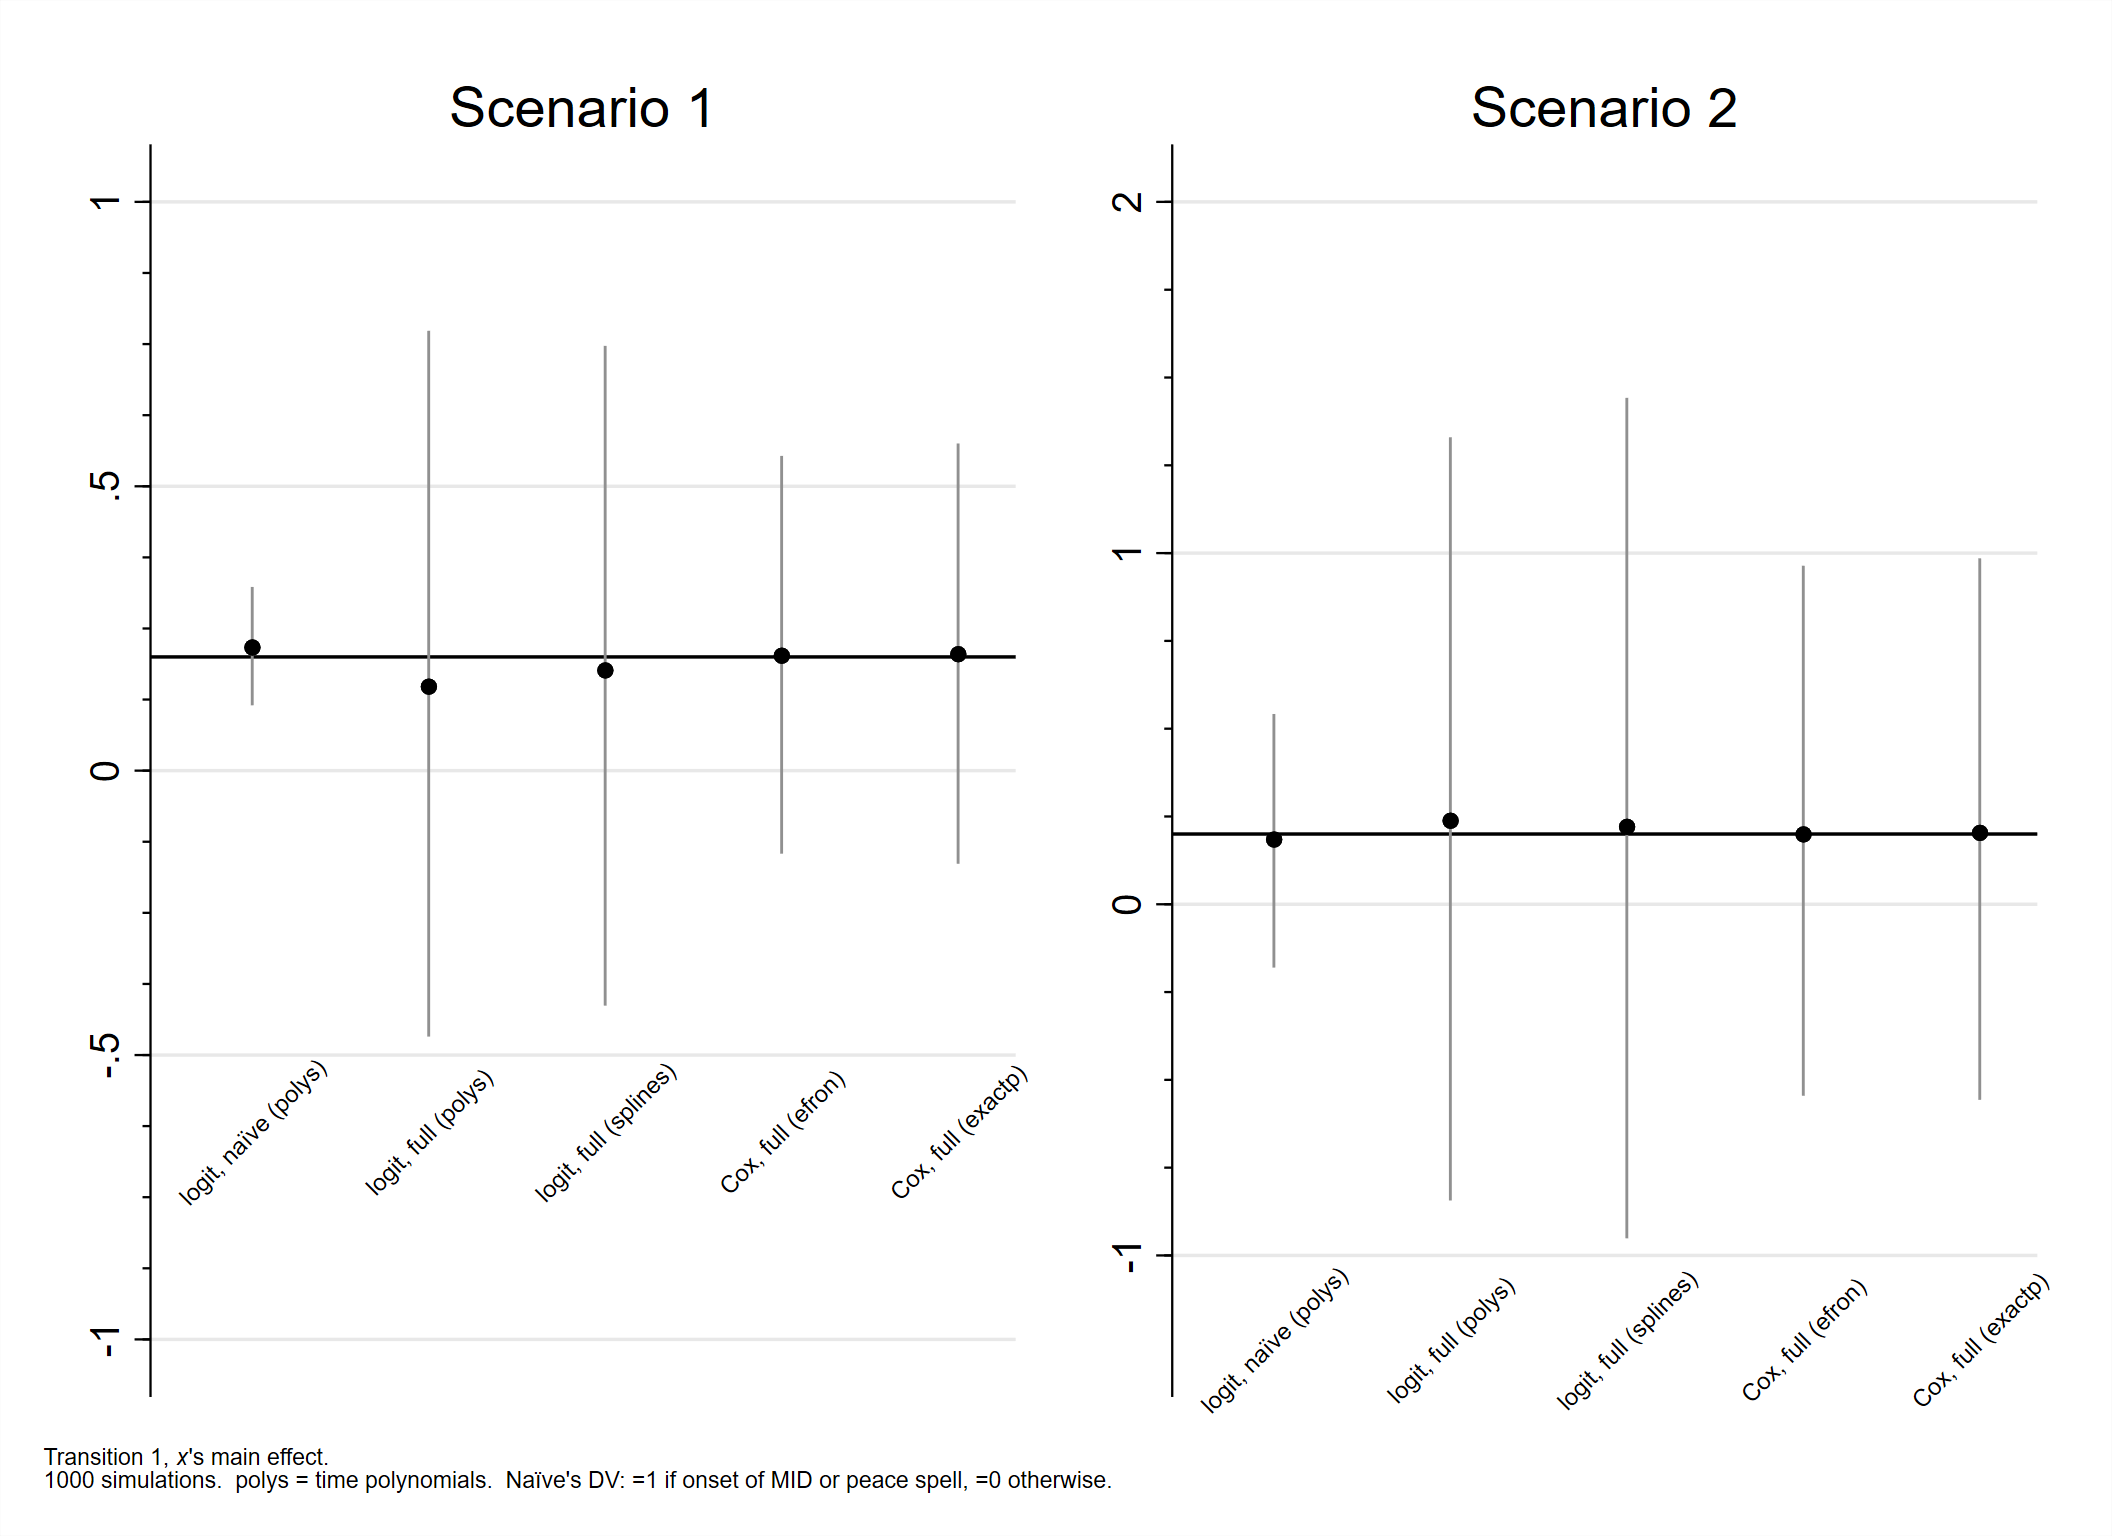 Scenario 1
1
.5
0
-.5
-1
logit, naïve (polys)
logit, full (polys)
logit, full (splines)
Cox, full (efron)
Cox, full (exactp)
Scenario 2
2
1
0
-1
logit, naïve (polys)
logit, full (polys)
logit, full (splines)
Cox, full (efron)
Cox, full (exactp)
Transition 1, x's main effect.
1000 simulations.  polys = time polynomials.  Naïve's DV: =1 if onset of MID or peace spell, =0 otherwise.